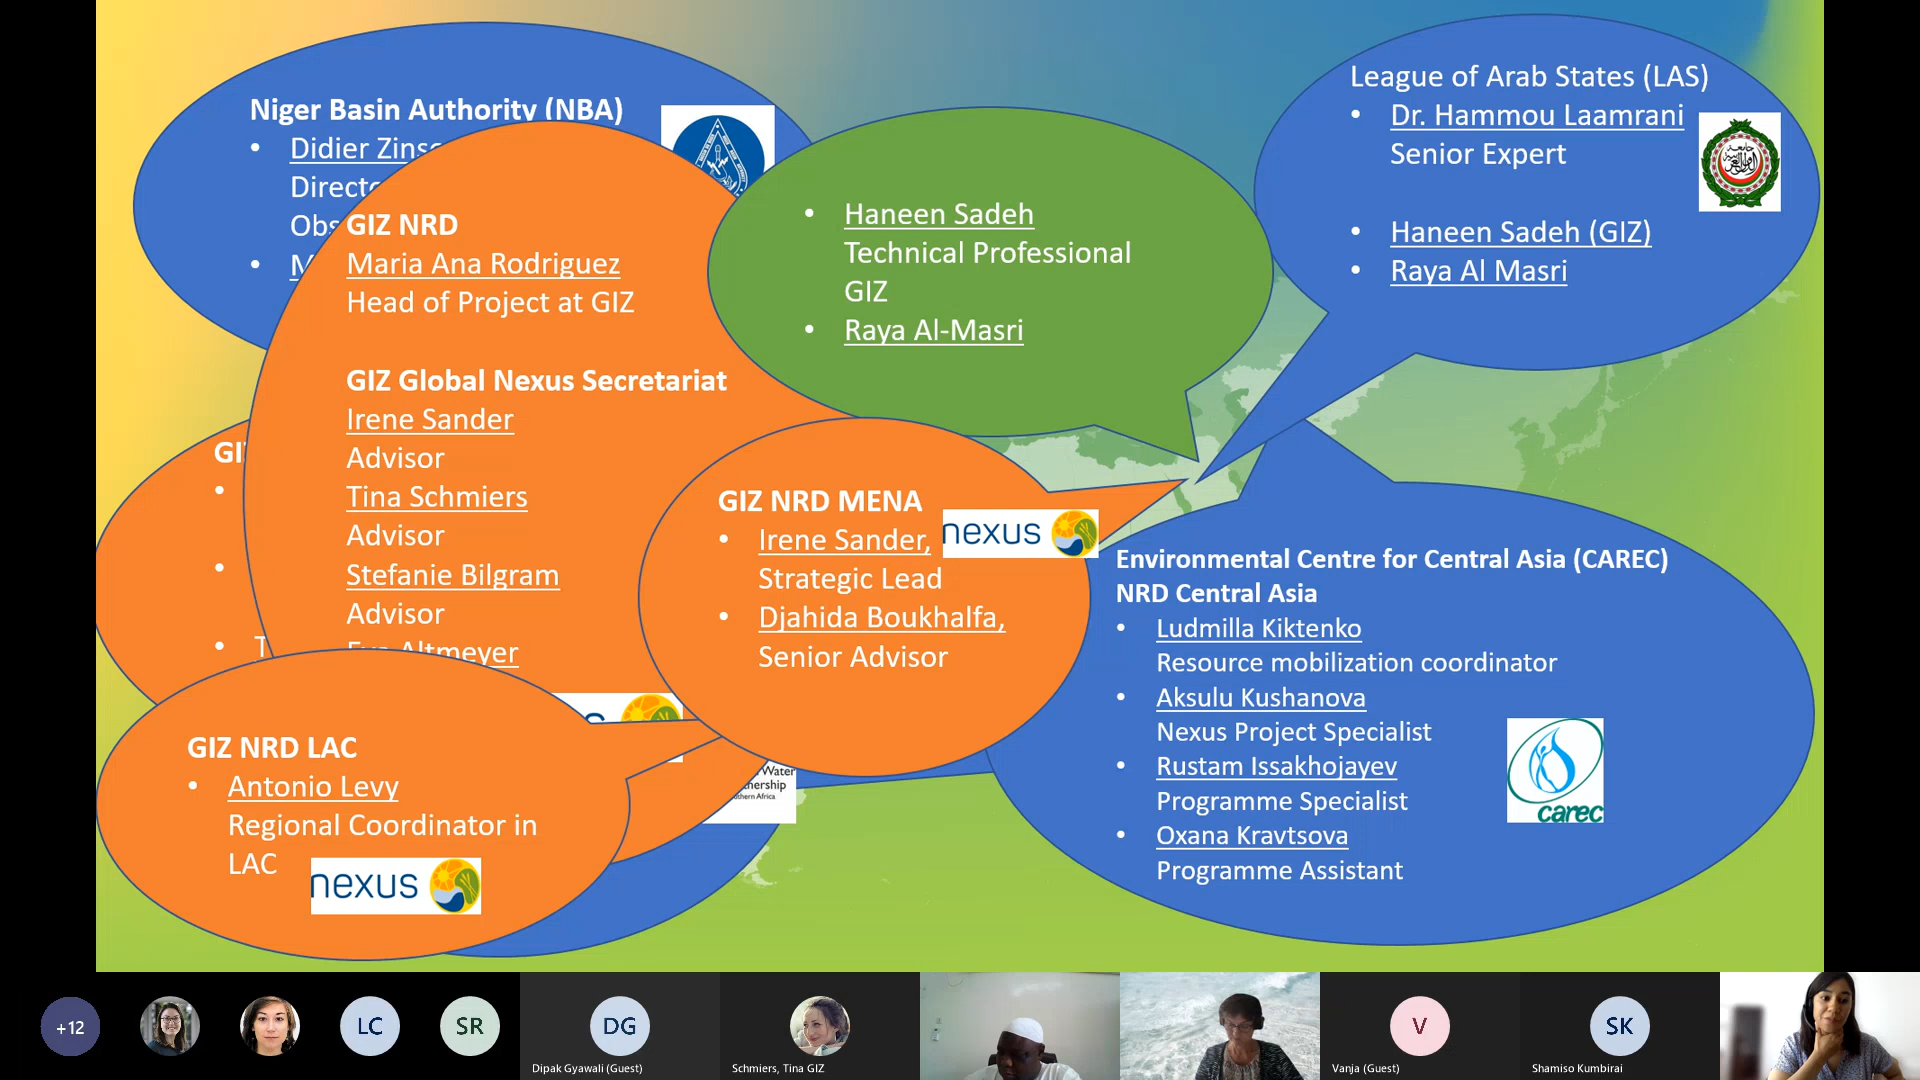 Niger Basin Authority (NBA)
• Didier
Obs
• M
GIZ NRD
Maria Ana Rodriguez
Head of Project at GIZ
GIZ Global Nexus Secretariat
Irene Sander
Advisor
Tina Schmiers
Advisor
Stefanie Bilgram
Advisor
Altmeyer
• Haneen Sadeh
Technical Professional
GIZ
• Raya Al-Masri
League of Arab States (LAS)
• Dr. Hammou Laamrani
Senior Expert
• Haneen Sadeh (GIZ)
• Raya Al Masri
GIZ NRD MENA
• Irene Sander,
Strategic Lead
• Djahida Boukhalfa,
Senior Advisor
nexus
Environmental Centre for Central Asia (CAREC)
NRD Central Asia
• Ludmilla Kiktenko
Resource mobilization coordinator
• Aksulu Kushanova
Nexus Project Specialist
• Rustam Issakhojayev
Programme Specialist
• Oxana Kravtsova
Programme Assistant
carec
GIZ NRD LAC
• Antonio Levy
Regional Coordinator in
LAC
nexus
Water
+12
LC
SR
DG
Dipak Gyawali (Guest)
Schmiers, Tina GIZ
V
Vanja (Guest)
SK
Shamiso Kumbirai